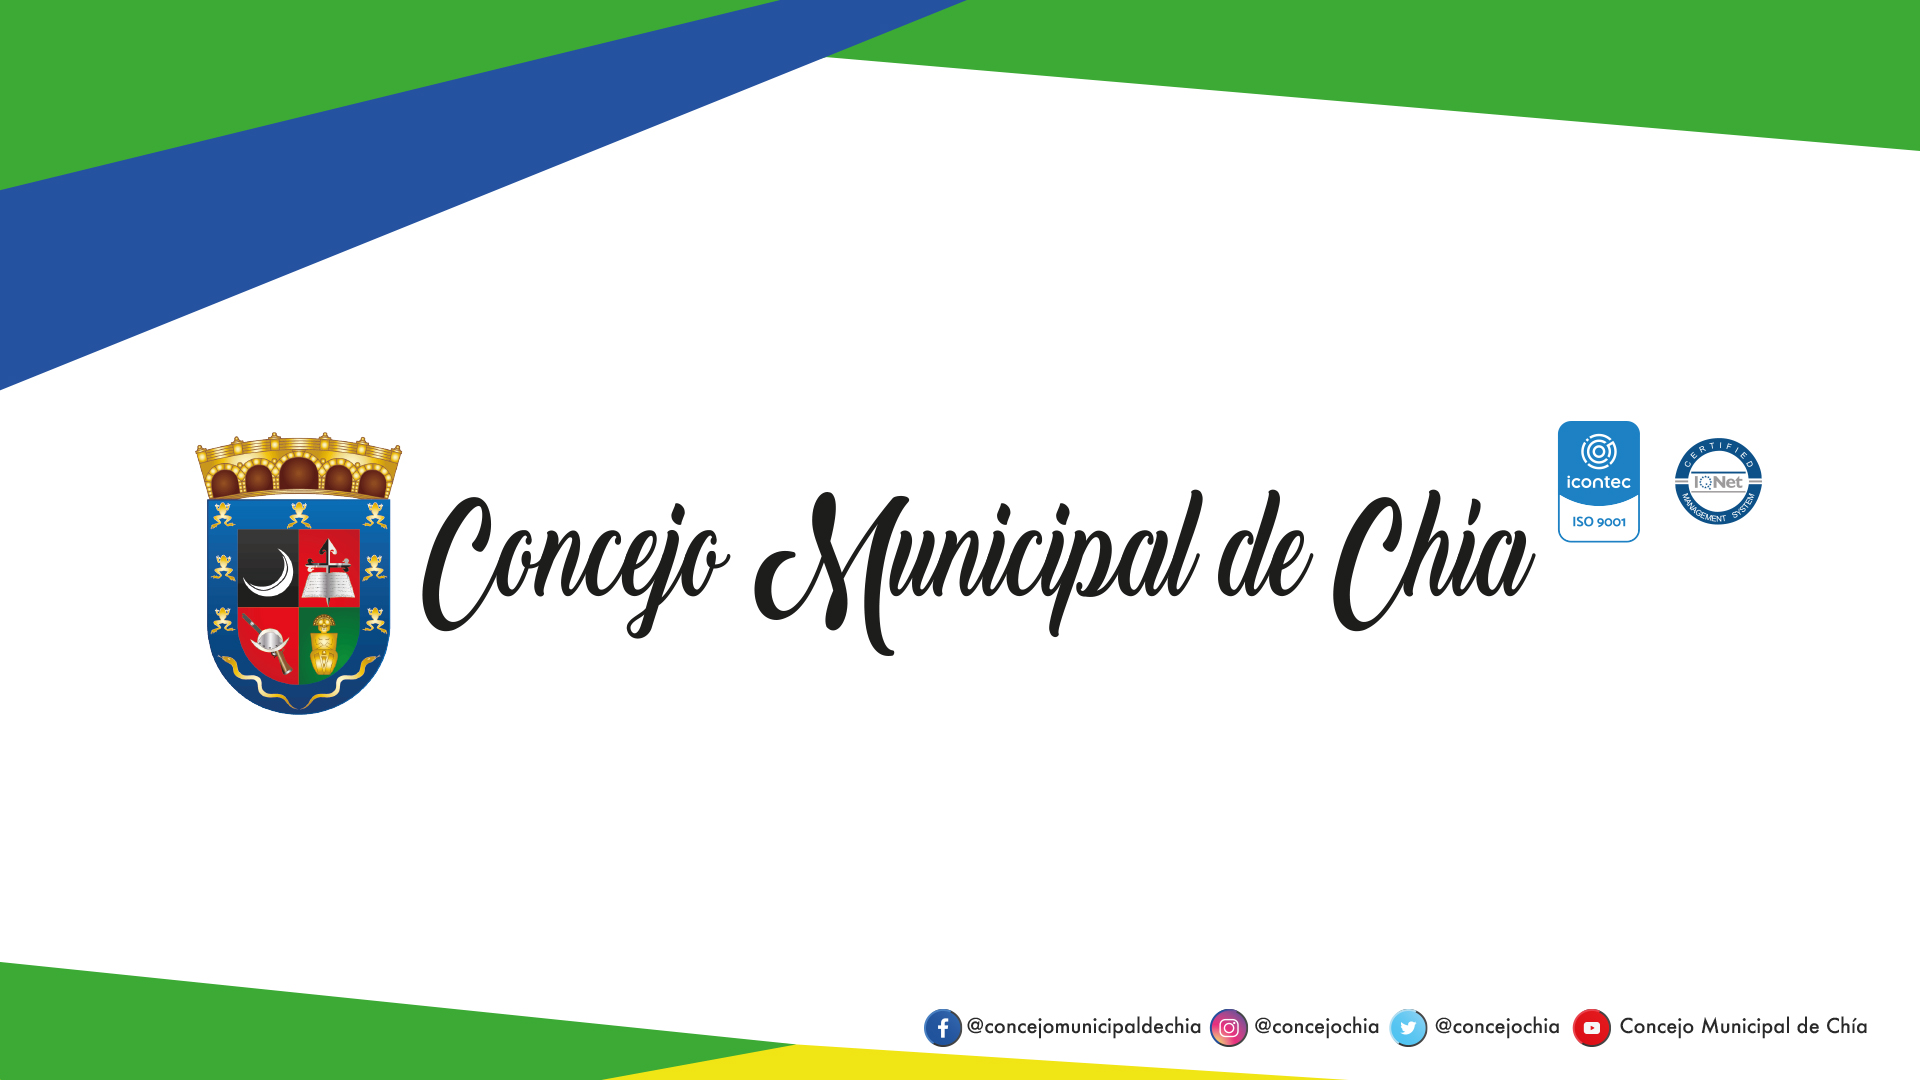 Concejo Municipal de Chía
icontec
ISO 9001
CERTIFIED
IQNet
MANAGEMENT SYSTEM
@concejomunicipaldechia @concejochia @concejochia Concejo Municipal de Chía